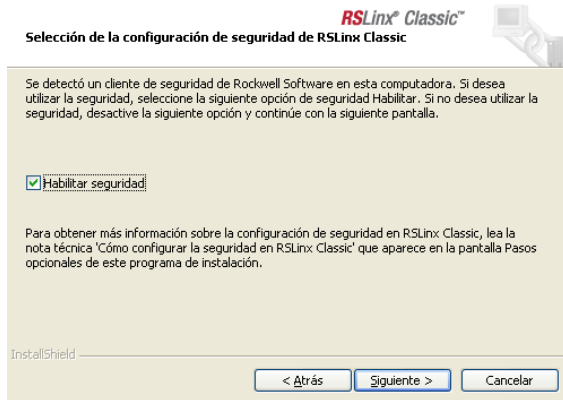 RSLinx® Classic™
Selección de la configuración de seguridad de RSLinx Classic
Se detectó un cliente de seguridad de Rockwell Software en esta computadora. Si desea
utilizar la seguridad, seleccione la siguiente opción de seguridad Habilitar. Si no desea utilizar la
seguridad, desactive la siguiente opción y continúe con la siguiente pantalla.
Habilitar seguridad
Para obtener más información sobre la configuración de seguridad en RSLinx Classic, lea la
nota técnica 'Cómo configurar la seguridad en RSLinx Classic' que aparece en la pantalla Pasos
opcionales de este programa de instalación.
InstallShield
< Atrás Siguiente > Cancelar